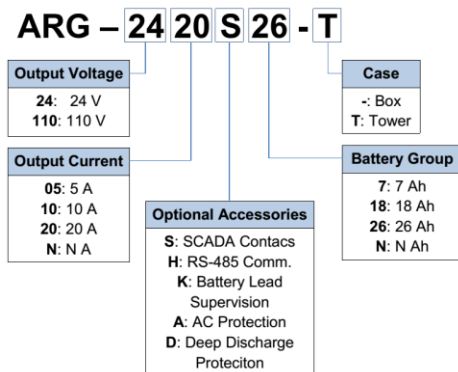 ARG – 24 20 S 26 - T
Output Voltage
24: 24 V
110: 110 V
Case
-: Box
T: Tower
Output Current
05: 5 A
10: 10 A
20: 20 A
N: N A
Battery Group
7: 7 Ah
18: 18 Ah
26: 26 Ah
N: N Ah
Optional Accessories
S: SCADA Contacs
H: RS-485 Comm.
K: Battery Lead
Supervision
A: AC Protection
D: Deep Discharge
Proteciton